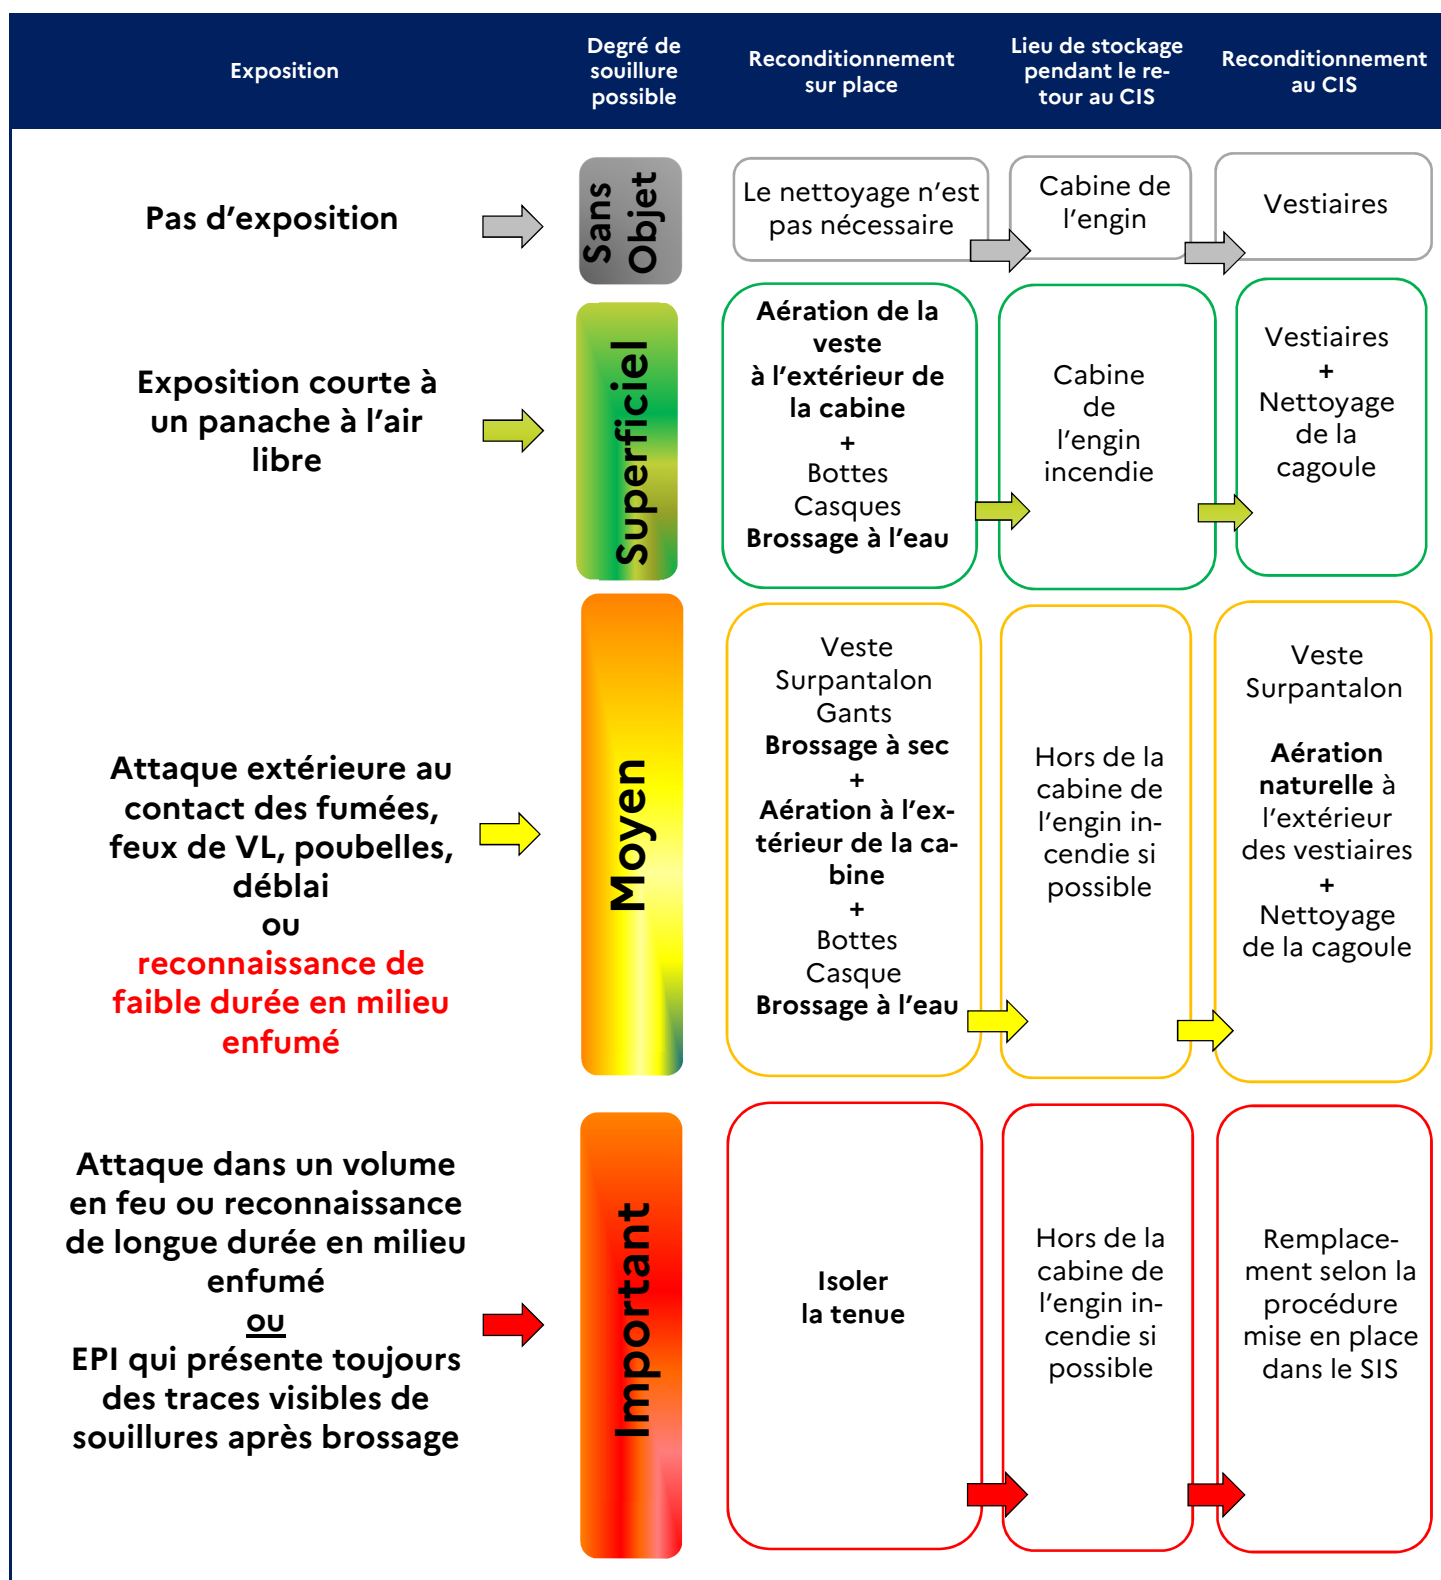 Exposition
Degré de
souillure
possible
Reconditionnement
sur place
Lieu de stockage
pendant le re-
tour au CIS
Reconditionnement
au CIS
Pas d’exposition
Sans
Objet
Le nettoyage n’est
pas nécessaire
Cabine de
l’engin
Vestiaires
Exposition courte à
un panache à l’air
libre
Superficiel
Aération de la
veste
à l’extérieur de
la cabine
+
Bottes
Casques
Brossage à l’eau
Cabine
de
l’engin
incendie
Vestiaires
+
Nettoyage
de la
cagoule
Attaque extérieure au
contact des fumées,
feux de VL, poubelles,
déblai
ou
reconnaissance de
faible durée en milieu
enfumé
Moyen
Veste
Surpantalon
Gants
Brossage à sec
+
Aération à l’ex-
térieur de la ca-
bine
+
Bottes
Casque
Brossage à l’eau
Hors de la
cabine de
l’engin in-
cendie si
possible
Veste
Surpantalon
Aération
naturelle à
l’extérieur
des vestiaires
+
Nettoyage
de la cagoule
Attaque dans un volume
en feu ou reconnaissance
de longue durée en milieu
enfumé
ou
EPI qui présente toujours
des traces visibles de
souillures après brossage
Important
Isoler
la tenue
Hors de la
cabine de
l’engin in-
cendie si
possible
Remplace-
ment selon la
procédure
mise en place
dans le SIS